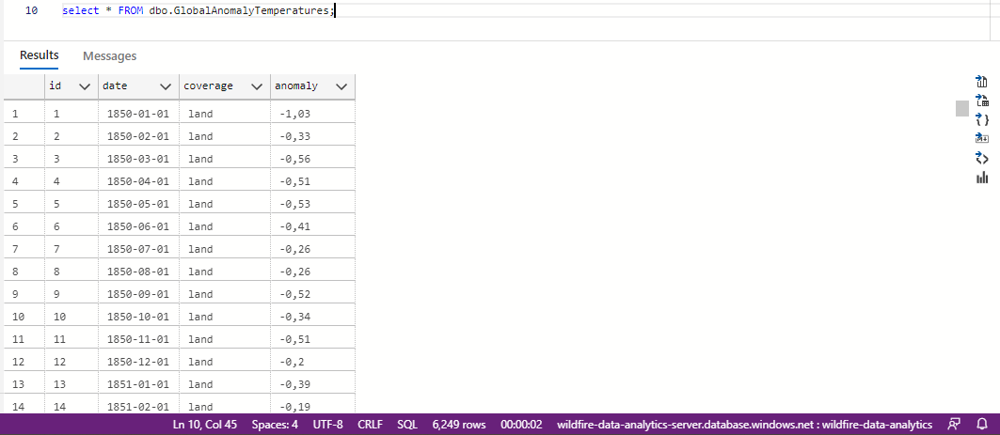 10 select * FROM dbo.GlobalAnomalyTemperatures;
Results Messages
id date coverage anomaly
1 1 1850-01-01 land -1,03
2 2 1850-02-01 land -0,33
3 3 1850-03-01 land -0,56
4 4 1850-04-01 land -0,51
5 5 1850-05-01 land -0,53
6 6 1850-06-01 land -0,41
7 7 1850-07-01 land -0,26
8 8 1850-08-01 land -0,26
9 9 1850-09-01 land -0,52
10 10 1850-10-01 land -0,34
11 11 1850-11-01 land -0,51
12 12 1850-12-01 land -0,2
13 13 1851-01-01 land -0,39
14 14 1851-02-01 land -0,19
Ln 10, Col 45 Spaces: 4 UTF-8 CRLF SQL 6,249 rows 00:00:02 wildfire-data-analytics-server.database.windows.net : wildfire-data-analytics